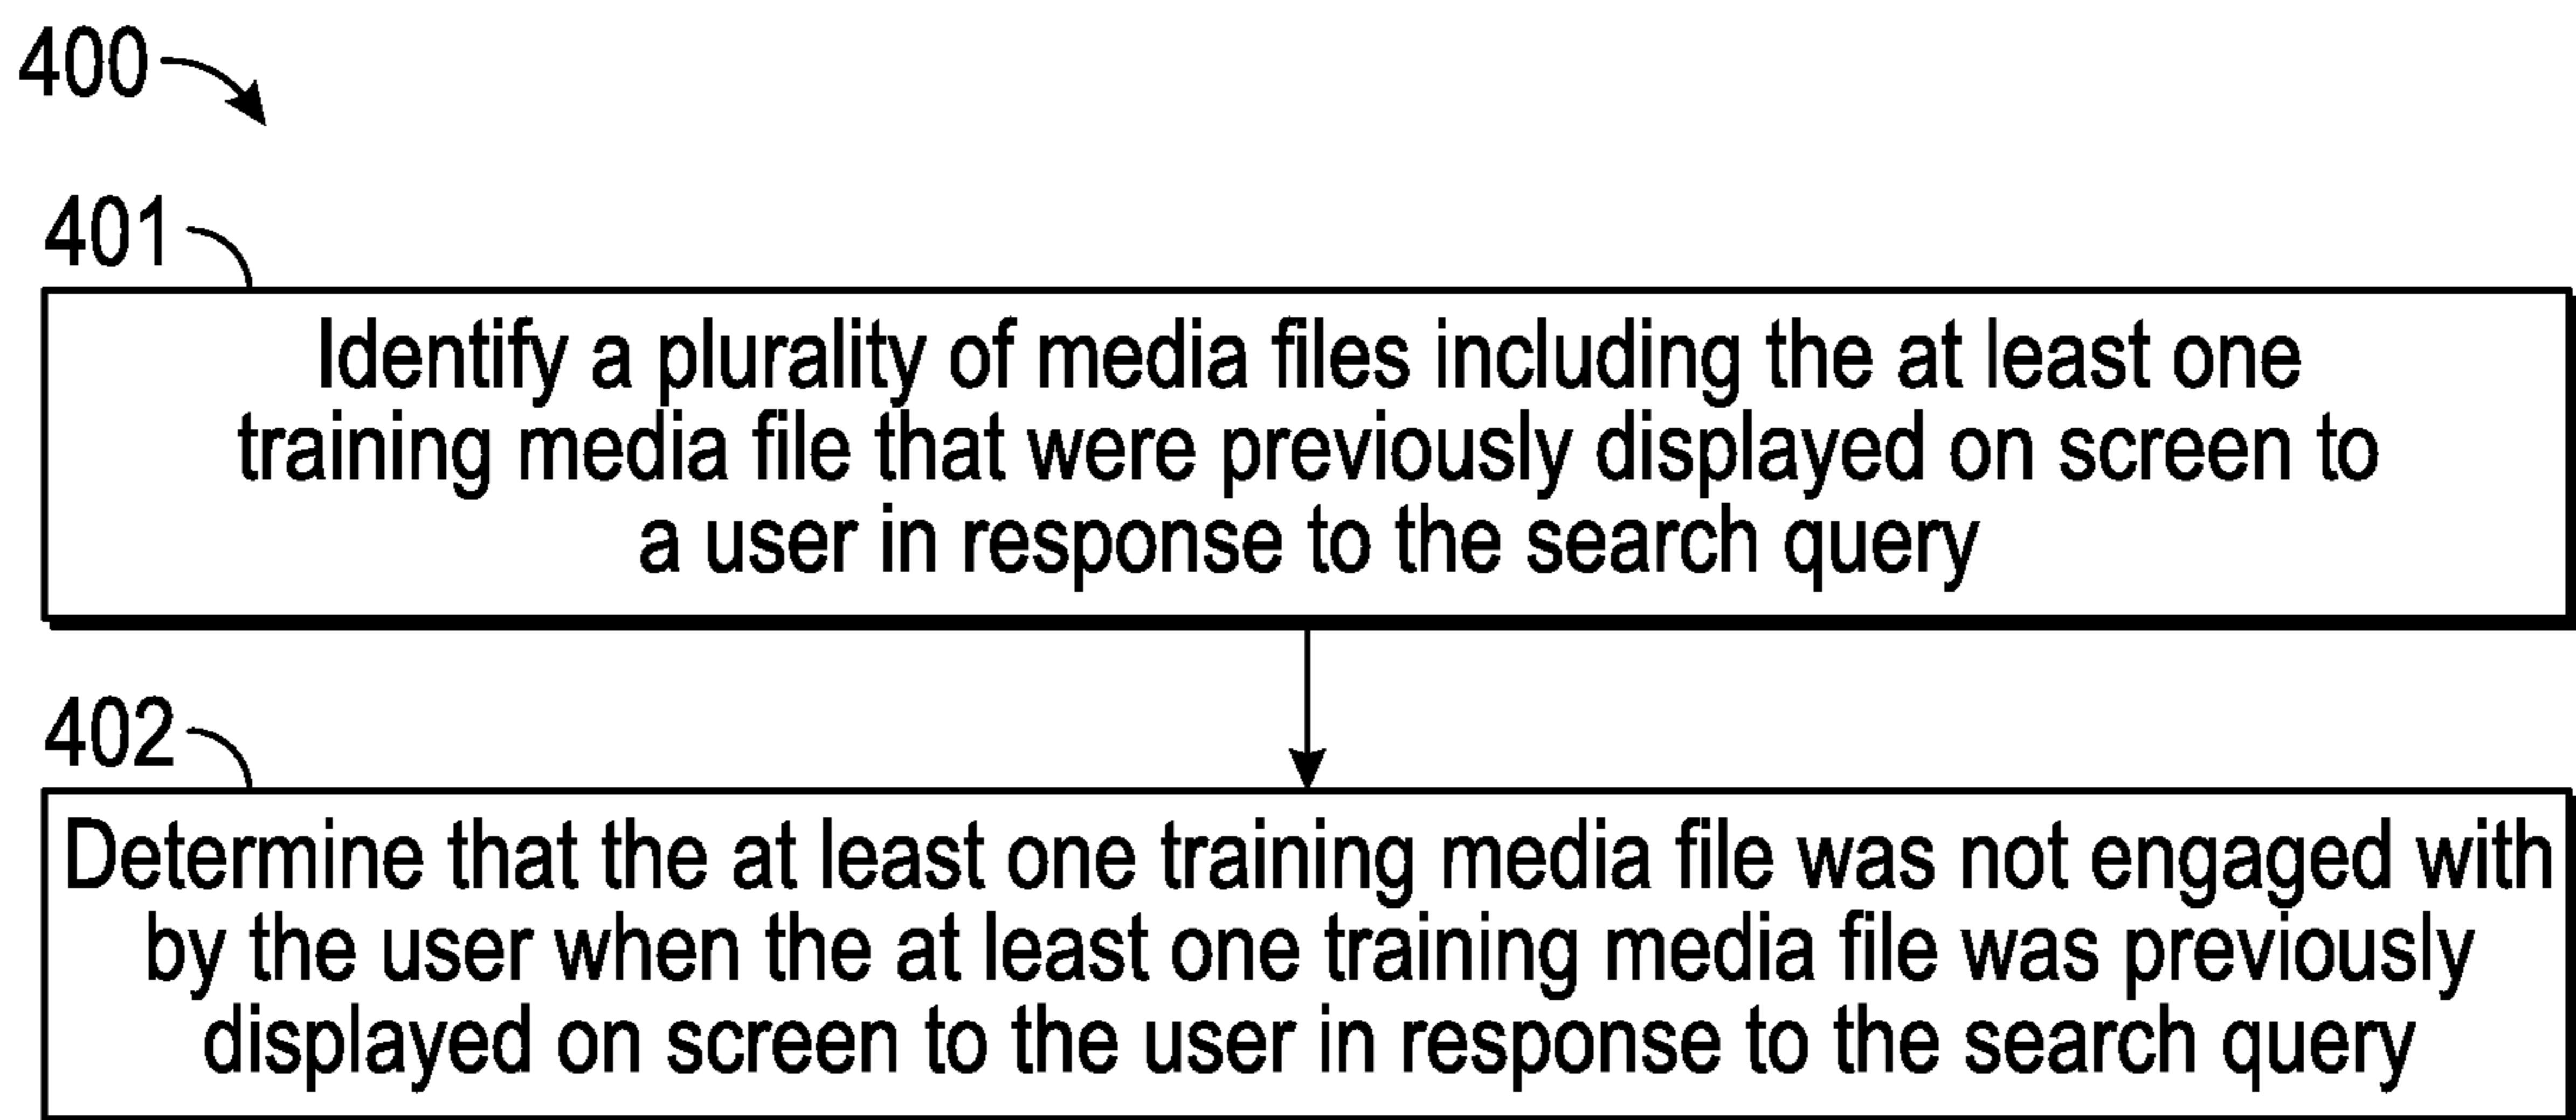 400
401
Identify a plurality of media files including the at least one
training media file that were previously displayed on screen to
a user in response to the search query
402
Determine that the at least one training media file was not engaged with
by the user when the at least one training media file was previously
displayed on screen to the user in response to the search query